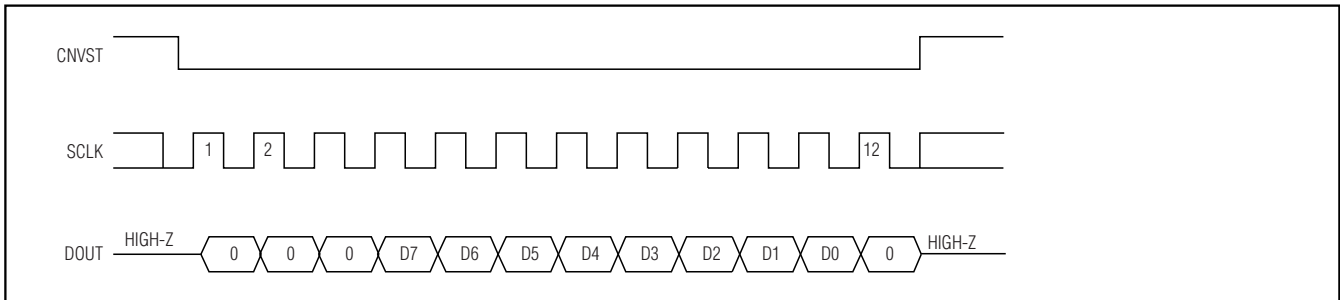 CNVST
SCLK 1 2 12
DOUT HIGH-Z 0 0 0 D7 D6 D5 D4 D3 D2 D1 D0 0 HIGH-Z